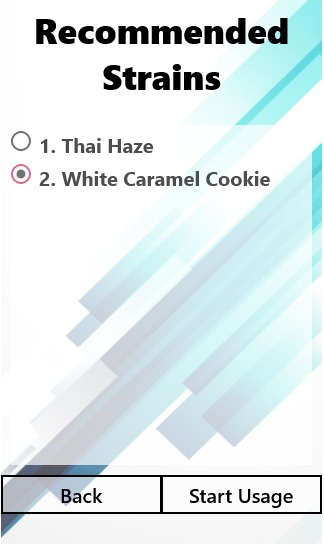 Recommended
Strains
1. Thai Haze
2. White Caramel Cookie
Back
Start Usage